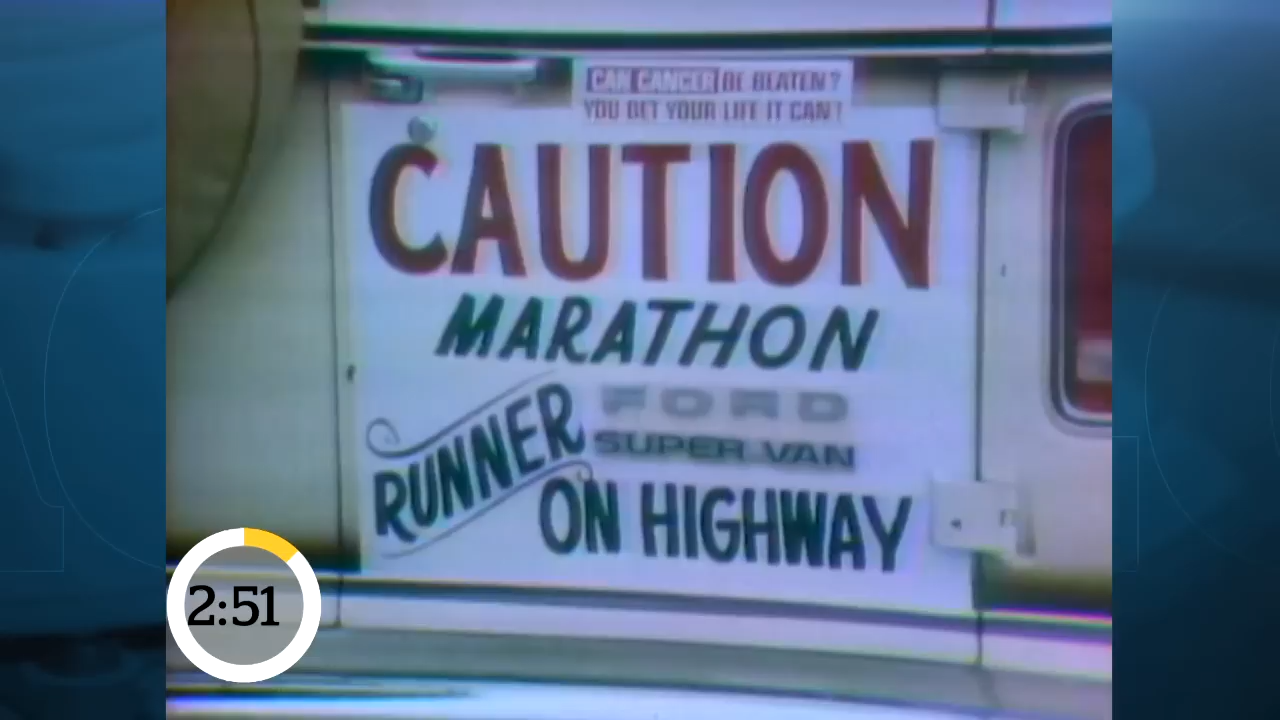 CAN CANCER BE BEATEN?
YOU BET YOUR LIFE IT CAN!
CAUTION
MARATHON
RUNNER
FORD
SUPER VAN
ON HIGHWAY
2:51